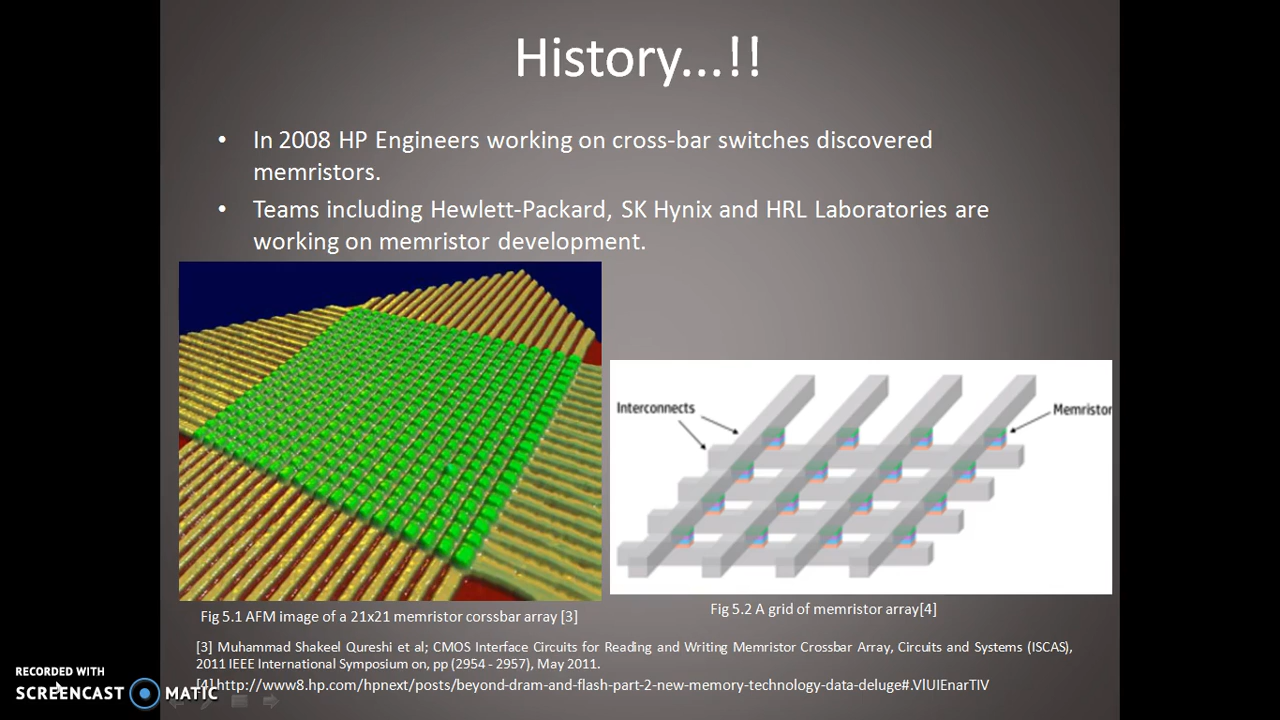 History...!!
• In 2008 HP Engineers working on cross-bar switches discovered
memristors.
• Teams including Hewlett-Packard, SK Hynix and HRL Laboratories are
working on memristor development.
Interconnects
Memristor
Fig 5.1 AFM image of a 21x21 memristor corssbar array [3]
Fig 5.2 A grid of memristor array[4]
[3] Muhammad Shakeel Qureshi et al; CMOS Interface Circuits for Reading and Writing Memristor Crossbar Array, Circuits and Systems (ISCAS),
2011 IEEE International Symposium on, pp (2954 - 2957), May 2011.
[4] http://www8.hp.com/hpnext/posts/beyond-dram-and-flash-part-2-new-memory-technology-data-deluge#.VlUIEnarTIV
RECORDED WITH
SCREENCAST MATIC